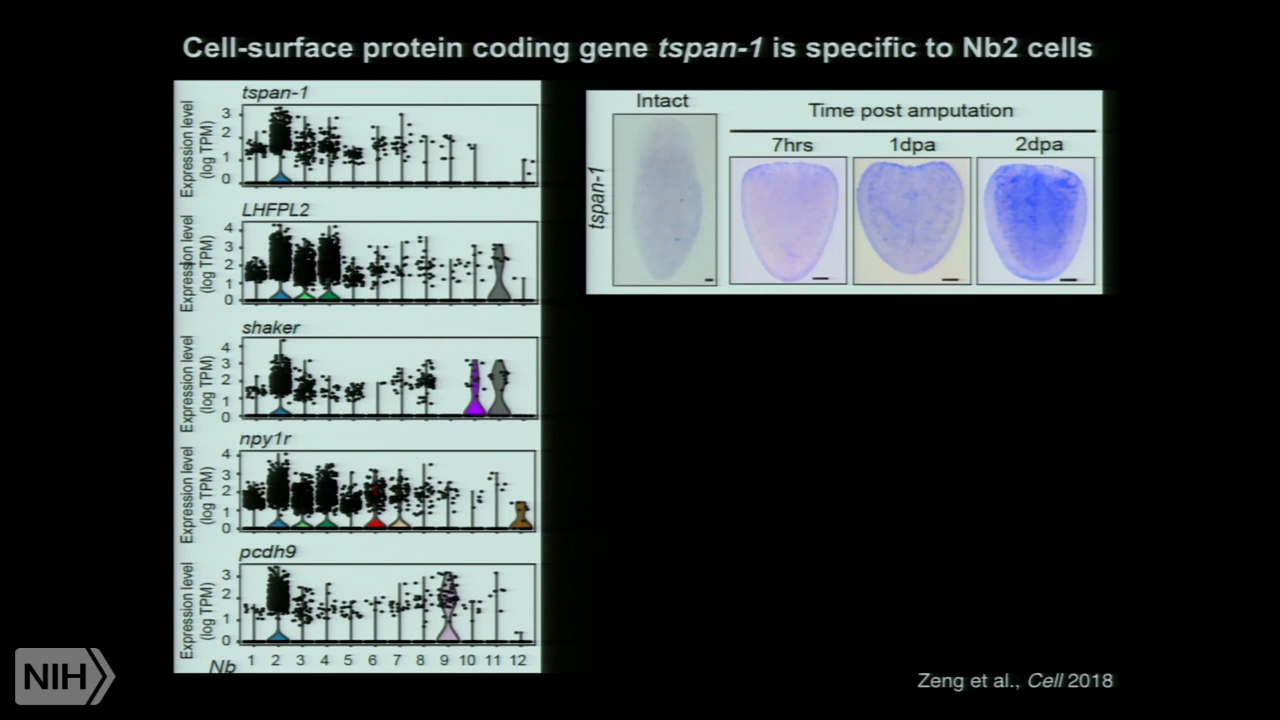 Cell-surface protein coding gene tspan-1 is specific to Nb2 cells
tspan-1
Expression level
(log TPM)
3
2
1
0
LHFPL2
Expression level
(log TPM)
4
3
2
1
0
shaker
Expression level
(log TPM)
4
3
2
1
0
npy1r
Expression level
(log TPM)
4
3
2
1
0
pcdh9
Expression level
(log TPM)
3
2
1
0
Nb 1 2 3 4 5 6 7 8 9 10 11 12
Intact
Time post amputation
7hrs 1dpa 2dpa
tspan-1
Zeng et al., Cell 2018
NIH